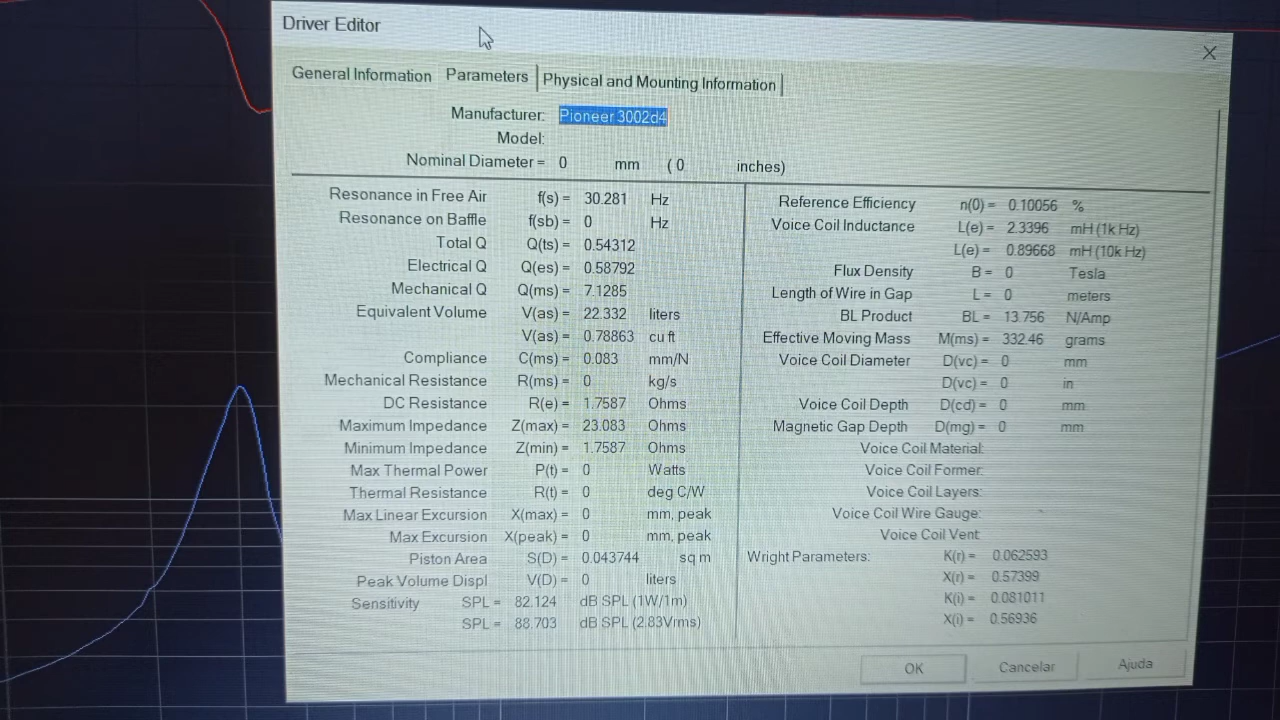 Driver Editor
General Information Parameters Physical and Mounting Information
Manufacturer: Pioneer 3002d4
Model:
Nominal Diameter = 0 mm ( 0 inches)
Resonance in Free Air f(s) = 30.281 Hz
Resonance on Baffle f(sb) = 0 Hz
Total Q Q(ts) = 0.54312
Electrical Q Q(es) = 0.58792
Mechanical Q Q(ms) = 7.1285
Equivalent Volume V(as) = 22.332 liters
V(as) = 0.78863 cu ft
Compliance C(ms) = 0.083 mm/N
Mechanical Resistance R(ms) = 0 kg/s
DC Resistance R(e) = 1.7587 Ohms
Maximum Impedance Z(max) = 23.083 Ohms
Minimum Impedance Z(min) = 1.7587 Ohms
Max Thermal Power P(t) = 0 Watts
Thermal Resistance R(t) = 0 deg C/W
Max Linear Excursion X(max) = 0 mm, peak
Max Excursion X(peak) = 0 mm, peak
Piston Area S(D) = 0.043744 sq m
Peak Volume Displ V(D) = 0 liters
Sensitivity SPL = 82.124 dB SPL (1W/1m)
SPL = 88.703 dB SPL (2.83Vrms)
Reference Efficiency n(0) = 0.10056 %
Voice Coil Inductance L(e) = 2.3396 mH (1k Hz)
L(e) = 0.89668 mH (10k Hz)
Flux Density B = 0 Tesla
Length of Wire in Gap L = 0 meters
BL Product BL = 13.756 N/Amp
Effective Moving Mass M(ms) = 332.46 grams
Voice Coil Diameter D(vc) = 0 mm
D(vc) = 0 in
Voice Coil Depth D(cd) = 0 mm
Magnetic Gap Depth D(mg) = 0 mm
Voice Coil Material:
Voice Coil Former:
Voice Coil Layers:
Voice Coil Wire Gauge:
Voice Coil Vent:
Wright Parameters: K(r) = 0.062593
X(r) = 0.57399
K(i) = 0.081011
X(i) = 0.56936
OK Cancelar Ajuda